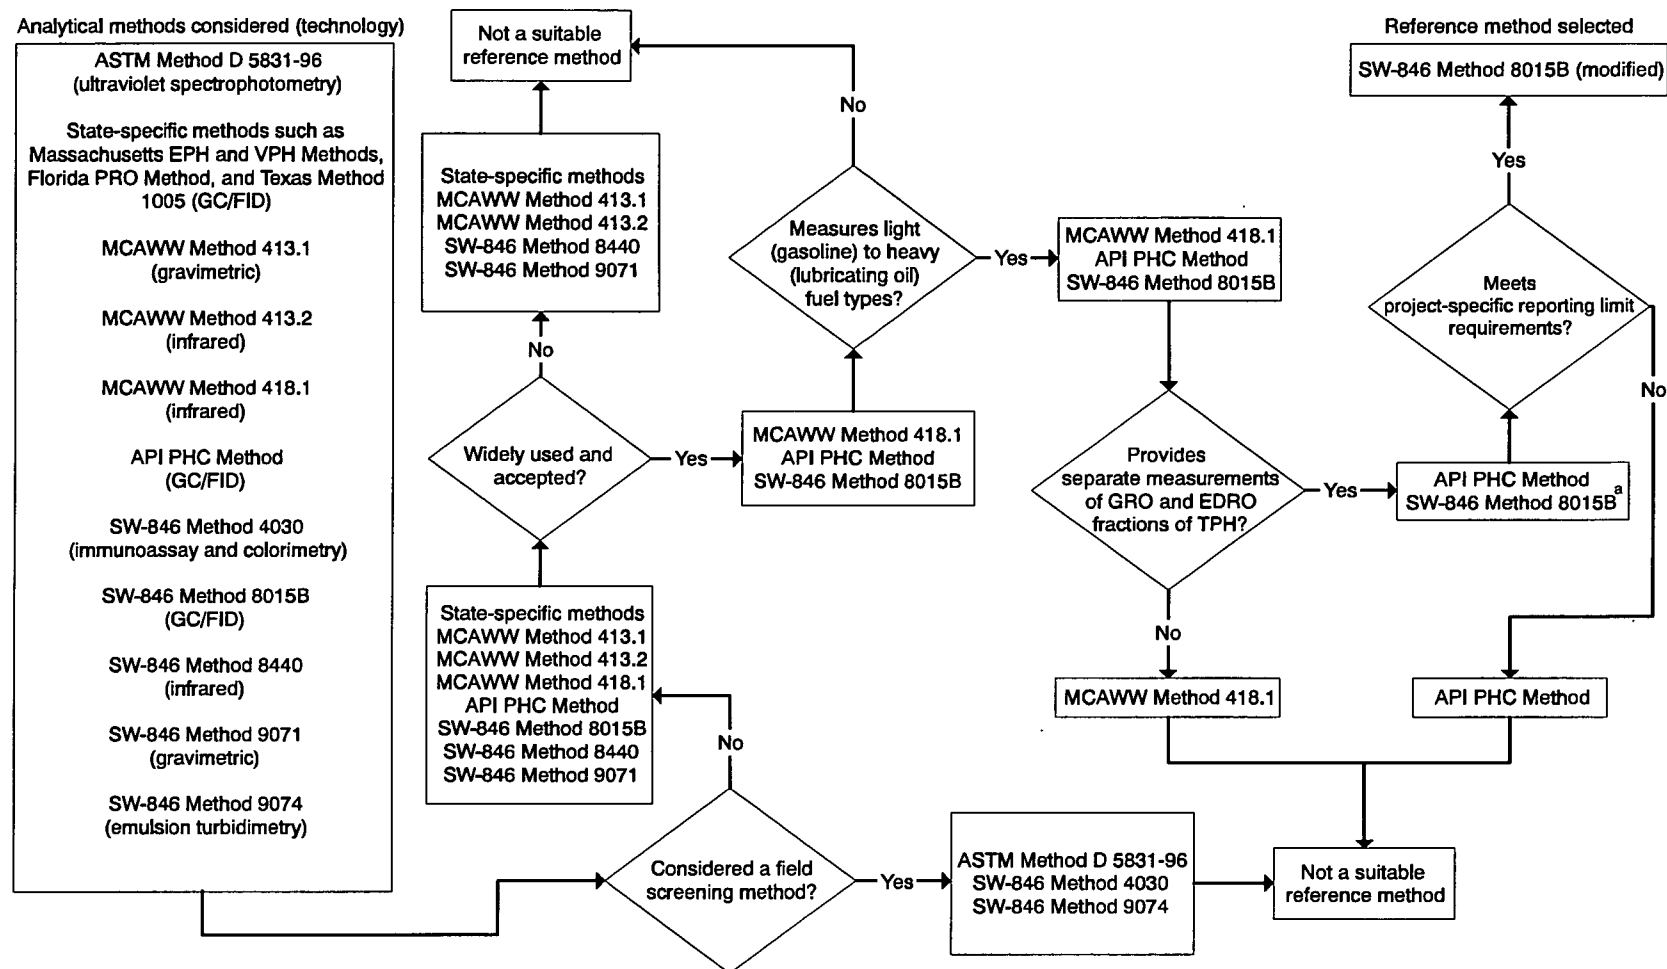 Analytical methods considered (technology)
ASTM Method D 5831-96
(ultraviolet spectrophotometry)
State-specific methods such as
Massachusetts EPH and VPH Methods,
Florida PRO Method, and Texas Method
1005 (GC/FID)
MCAWW Method 413.1
(gravimetric)
MCAWW Method 413.2
(infrared)
MCAWW Method 418.1
(infrared)
API PHC Method
(GC/FID)
SW-846 Method 4030
(immunoassay and colorimetry)
SW-846 Method 8015B
(GC/FID)
SW-846 Method 8440
(infrared)
SW-846 Method 9071
(gravimetric)
SW-846 Method 9074
(emulsion turbidimetry)
Considered a field
screening method?
Yes
ASTM Method D 5831-96
SW-846 Method 4030
SW-846 Method 9074
Not a suitable
reference method
No
State-specific methods
MCAWW Method 413.1
MCAWW Method 413.2
MCAWW Method 418.1
API PHC Method
SW-846 Method 8015B
SW-846 Method 8440
SW-846 Method 9071
Widely used and
accepted?
No
State-specific methods
MCAWW Method 413.1
MCAWW Method 413.2
SW-846 Method 8440
SW-846 Method 9071
Not a suitable
reference method
Yes
MCAWW Method 418.1
API PHC Method
SW-846 Method 8015B
Measures light
(gasoline) to heavy
(lubricating oil)
fuel types?
No
Yes
MCAWW Method 418.1
API PHC Method
SW-846 Method 8015B
Provides
separate measurements
of GRO and EDRO
fractions of TPH?
No
MCAWW Method 418.1
Yes
API PHC Method
SW-846 Method 8015B a
Meets
project-specific reporting limit
requirements?
No
API PHC Method
Yes
Reference method selected
SW-846 Method 8015B (modified)